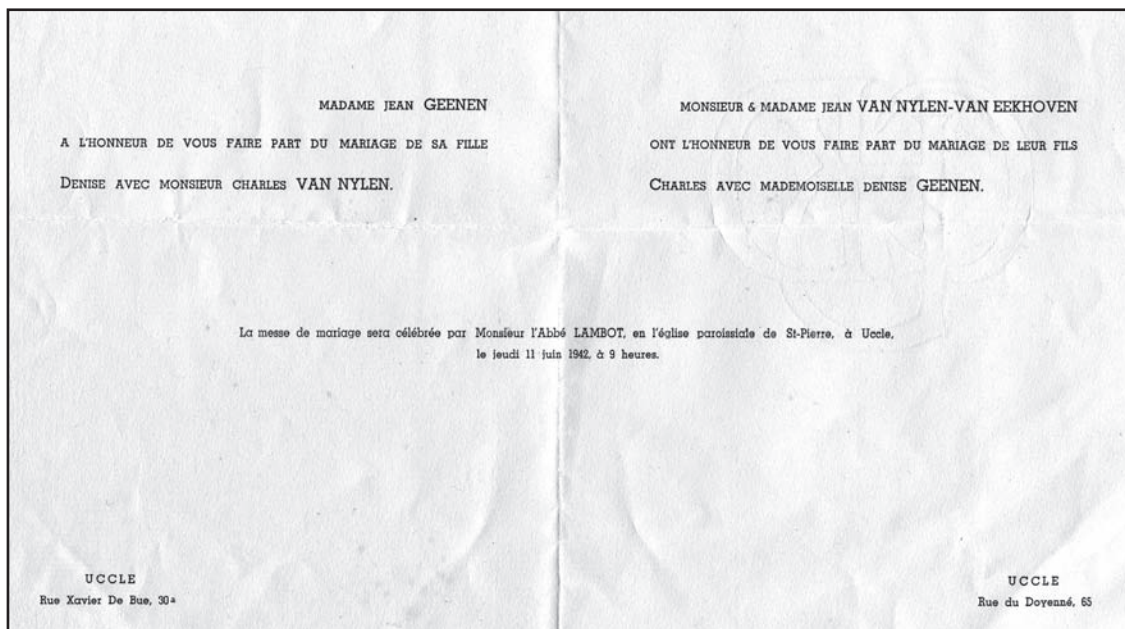 MADAME JEAN GEENEN
A L'HONNEUR DE VOUS FAIRE PART DU MARIAGE DE SA FILLE
DENISE AVEC MONSIEUR CHARLES VAN NYLEN.
MONSIEUR & MADAME JEAN VAN NYLEN-VAN EEKHOVEN
ONT L'HONNEUR DE VOUS FAIRE PART DU MARIAGE DE LEUR FILS
CHARLES AVEC MADEMOISELLE DENISE GEENEN.
La messe de mariage sera célébrée par Monsieur l'Abbé LAMBOT, en l'église paroissiale de St-Pierre, à Uccle,
le jeudi 11 juin 1942, à 9 heures.
UCCLE
Rue Xavier De Bue, 30a
UCCLE
Rue du Doyenné, 65